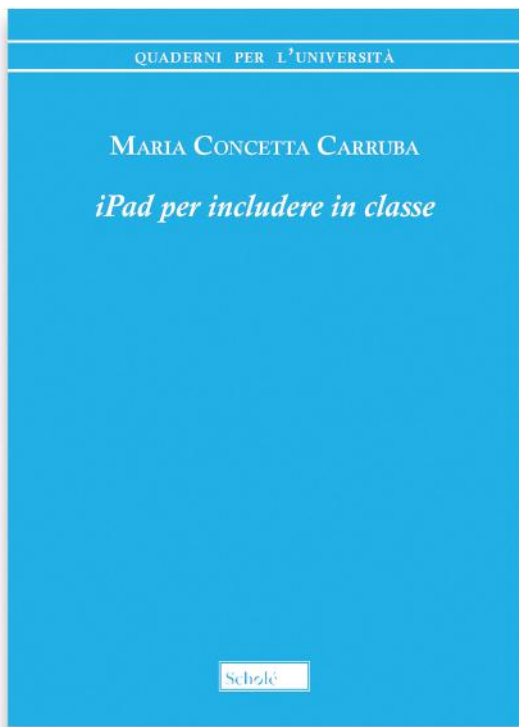 QUADERNI PER L'UNIVERSITÀ
MARIA CONCETTA CARRUBA
iPad per includere in classe
Scholé